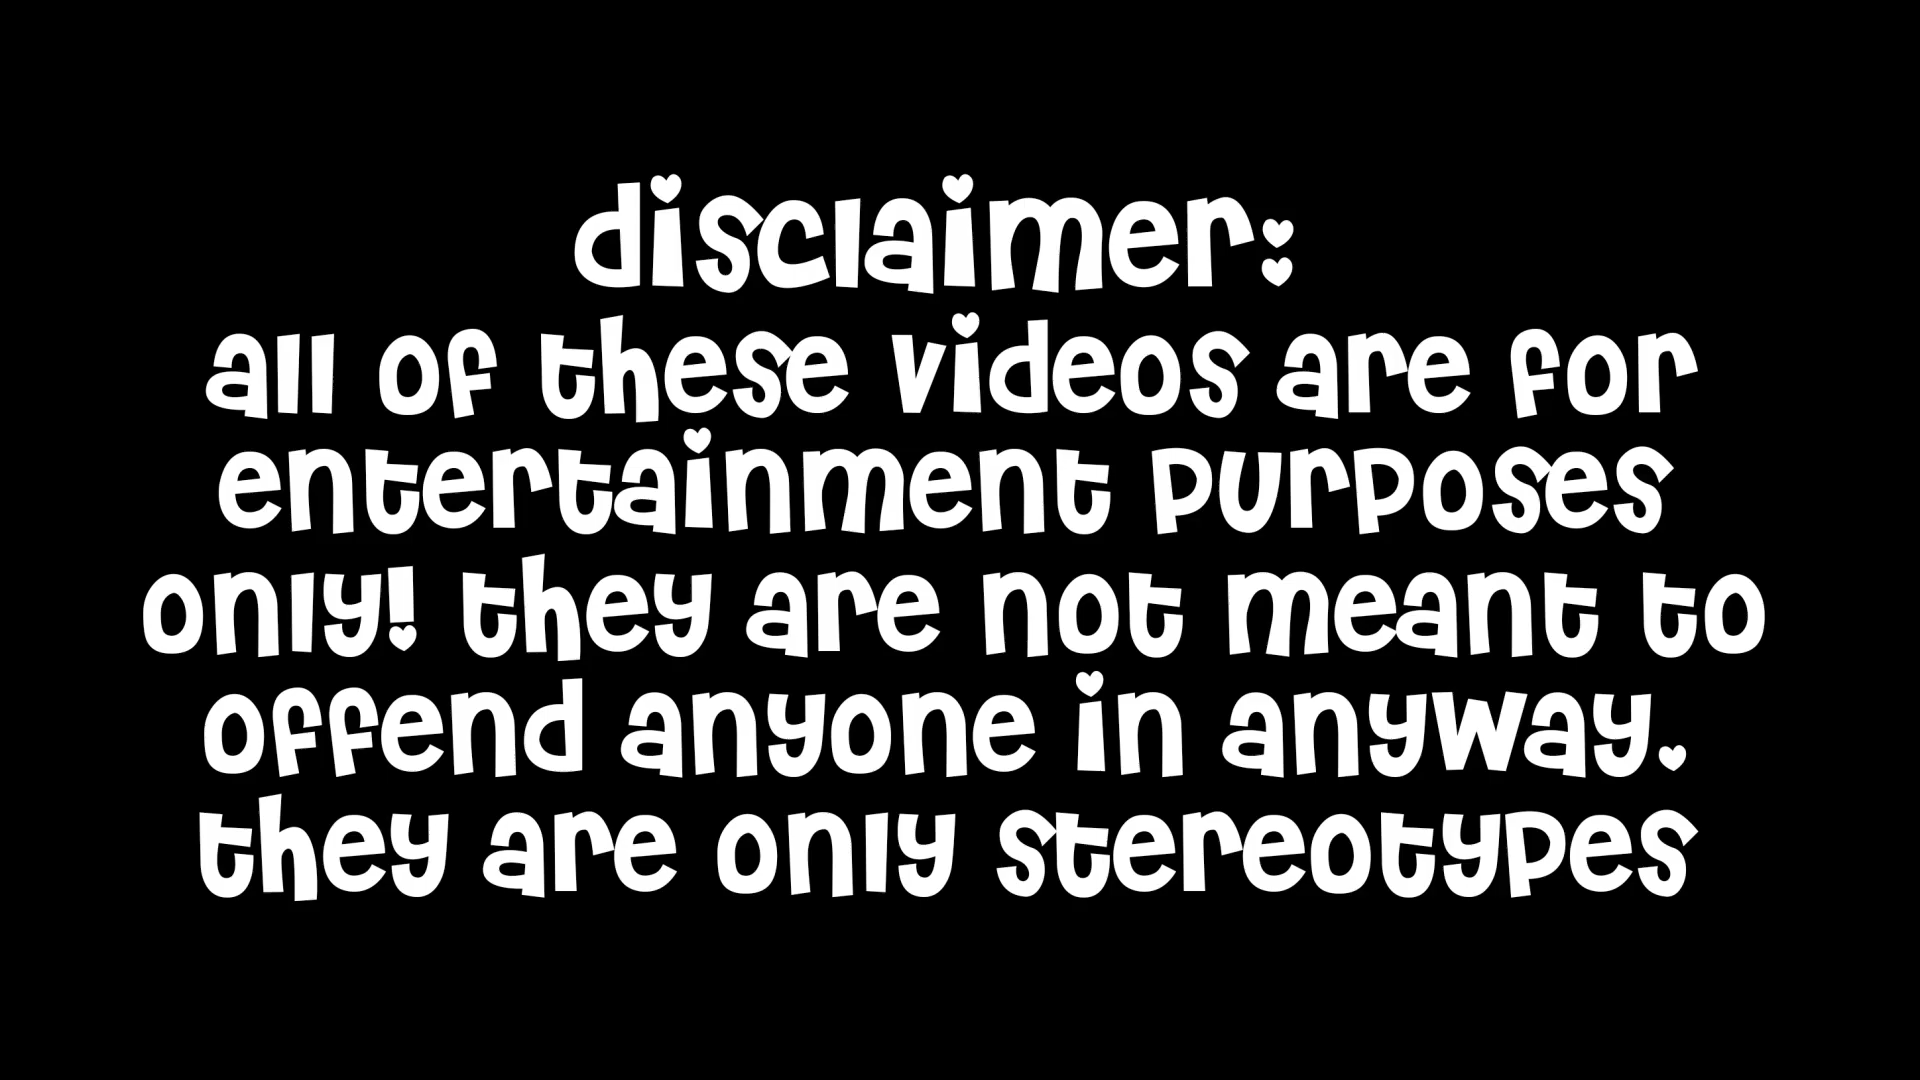 disclaimer:
all of these videos are for
entertainment purposes
only! they are not meant to
offend anyone in anyway.
they are only stereotypes